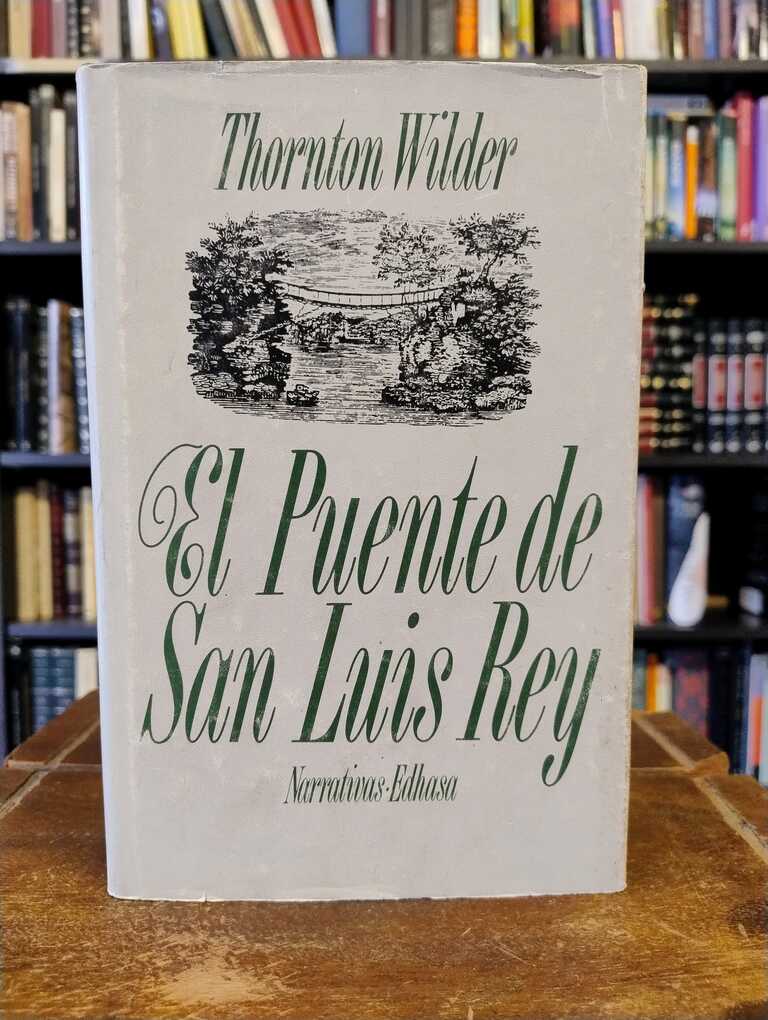 Thornton Wilder
El Puente de
San Luis Rey
Narrativas·Edhasa